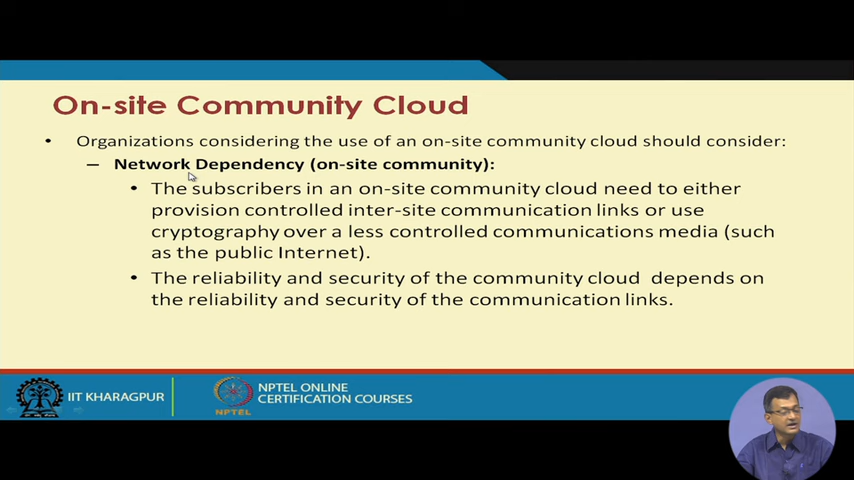 On-site Community Cloud
• Organizations considering the use of an on-site community cloud should consider:
– Network Dependency (on-site community):
• The subscribers in an on-site community cloud need to either
provision controlled inter-site communication links or use
cryptography over a less controlled communications media (such
as the public Internet).
• The reliability and security of the community cloud depends on
the reliability and security of the communication links.
IIT KHARAGPUR
NPTEL
NPTEL ONLINE
CERTIFICATION COURSES